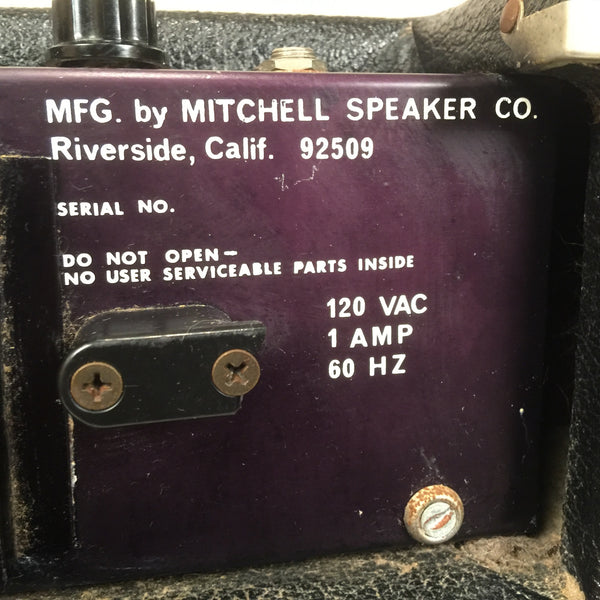 MFG. by MITCHELL SPEAKER CO.
Riverside, Calif. 92509
SERIAL NO.
DO NOT OPEN—
NO USER SERVICEABLE PARTS INSIDE
120 VAC
1 AMP
60 HZ